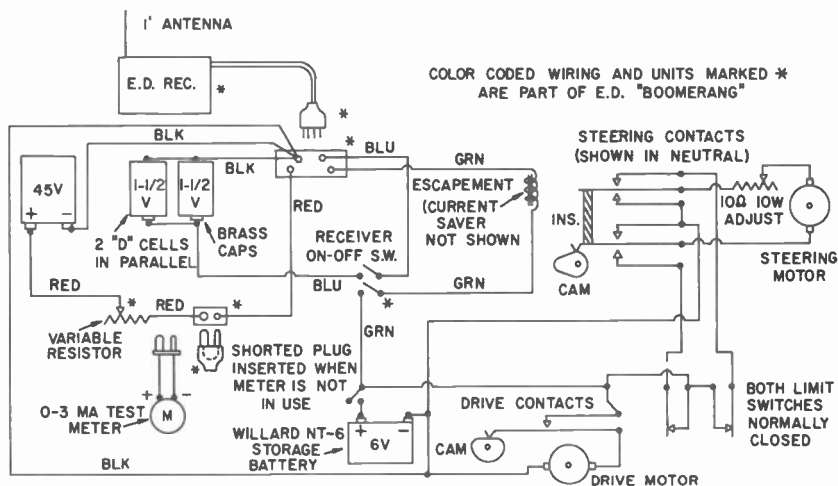 1' ANTENNA
E.D. REC.
*
*
COLOR CODED WIRING AND UNITS MARKED *
ARE PART OF E.D. "BOOMERANG"
BLK
*
BLU
STEERING CONTACTS
(SHOWN IN NEUTRAL)
BLK
GRN
45V
+ -
1-1/2
V
1-1/2
V
ESCAPEMENT
(CURRENT
SAVER
NOT SHOWN
RED
INS.
10Ω 10W
ADJUST
2 "D" CELLS
IN PARALLEL
BRASS
CAPS
RECEIVER
ON-OFF S.W.
CAM
STEERING
MOTOR
RED
BLU
*
GRN
*
RED
*
VARIABLE
RESISTOR
GRN
*
SHORTED PLUG
INSERTED WHEN
METER IS NOT
IN USE
+ -
M
0-3 MA TEST
METER
DRIVE CONTACTS
BOTH LIMIT
SWITCHES
NORMALLY
CLOSED
+ -
6V
WILLARD NT-6
STORAGE
BATTERY
CAM
BLK
DRIVE MOTOR